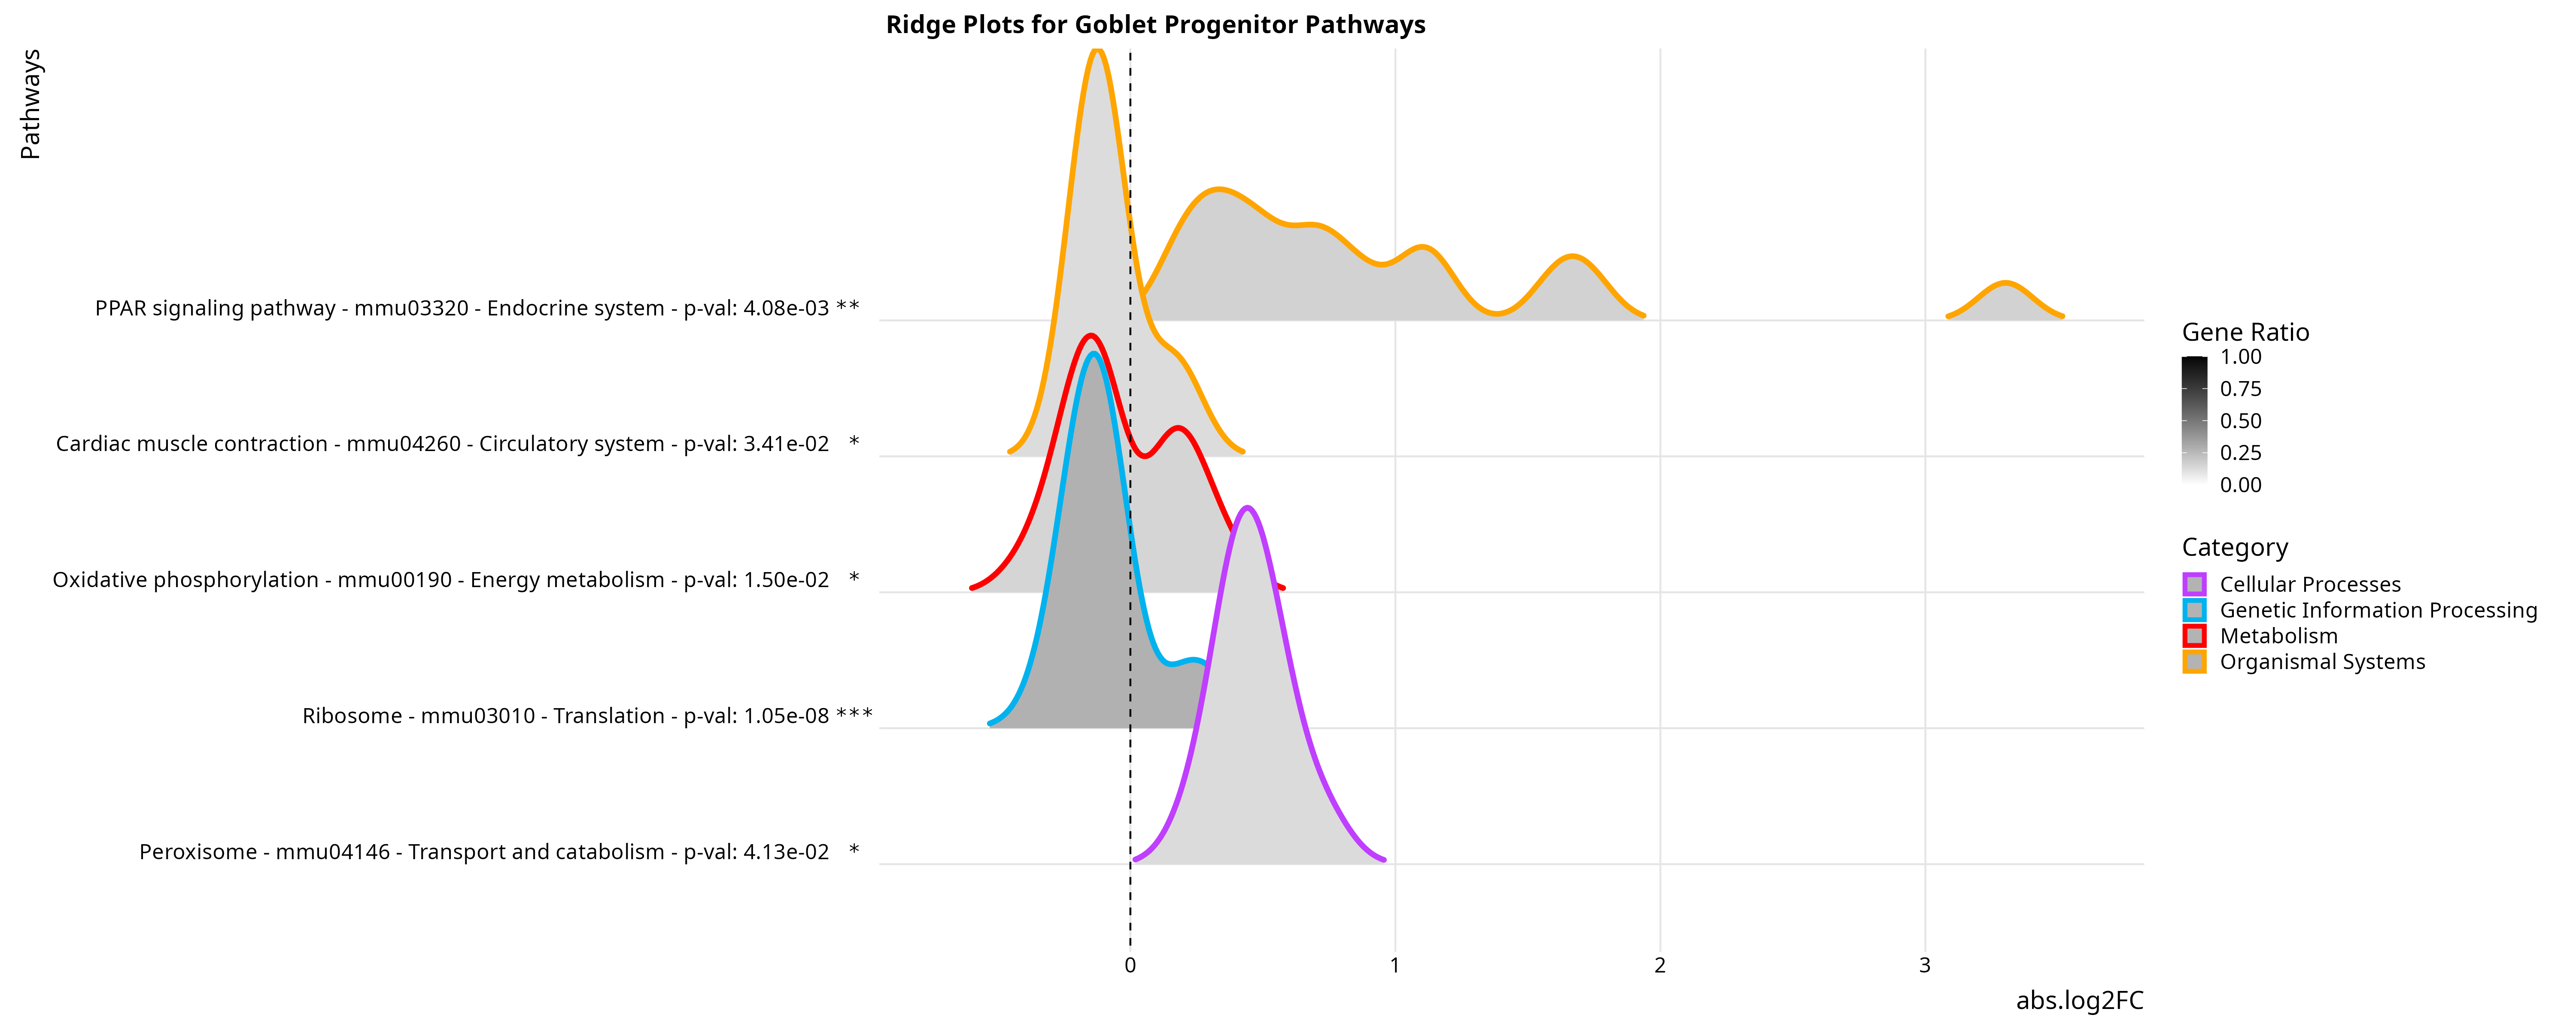 Ridge Plots for Goblet Progenitor Pathways
Pathways
PPAR signaling pathway - mmu03320 - Endocrine system - p-val: 4.08e-03 **
Cardiac muscle contraction - mmu04260 - Circulatory system - p-val: 3.41e-02 *
Oxidative phosphorylation - mmu00190 - Energy metabolism - p-val: 1.50e-02 *
Ribosome - mmu03010 - Translation - p-val: 1.05e-08 ***
Peroxisome - mmu04146 - Transport and catabolism - p-val: 4.13e-02 *
0 1 2 3
abs.log2FC
Gene Ratio
1.00
0.75
0.50
0.25
0.00
Category
Cellular Processes
Genetic Information Processing
Metabolism
Organismal Systems